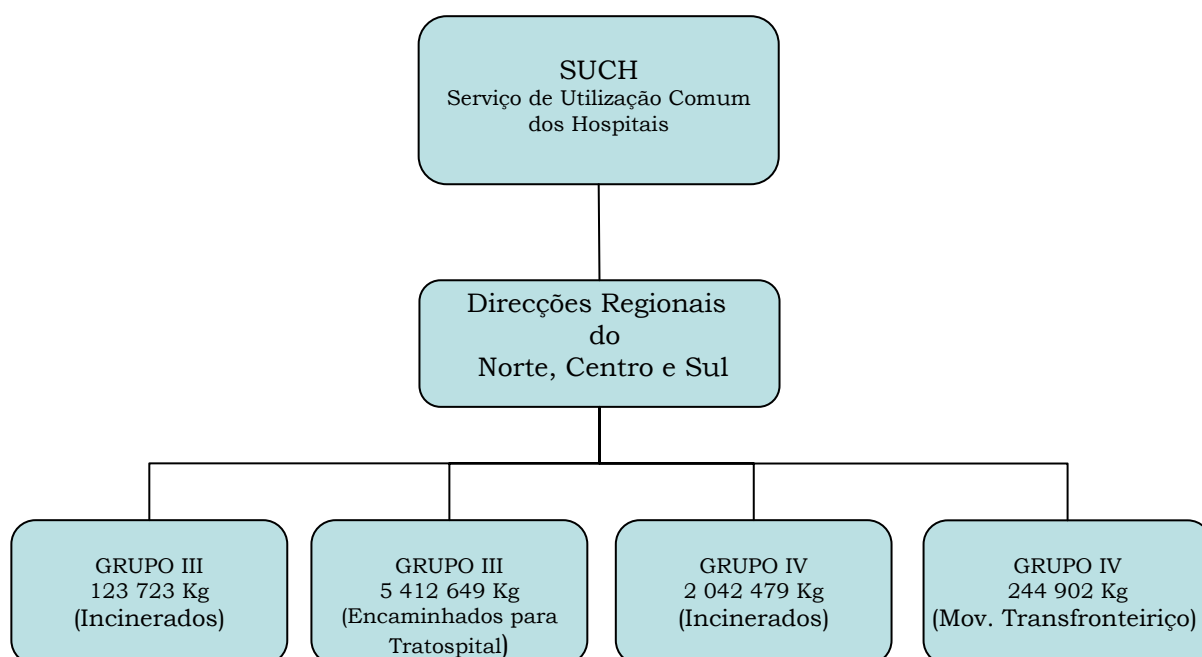 SUCH
Serviço de Utilização Comum
dos Hospitais
Direcções Regionais
do
Norte, Centro e Sul
GRUPO III
123 723 Kg
(Incinerados)
GRUPO III
5 412 649 Kg
(Encaminhados para
Tratospital)
GRUPO IV
2 042 479 Kg
(Incinerados)
GRUPO IV
244 902 Kg
(Mov. Transfronteiriço)